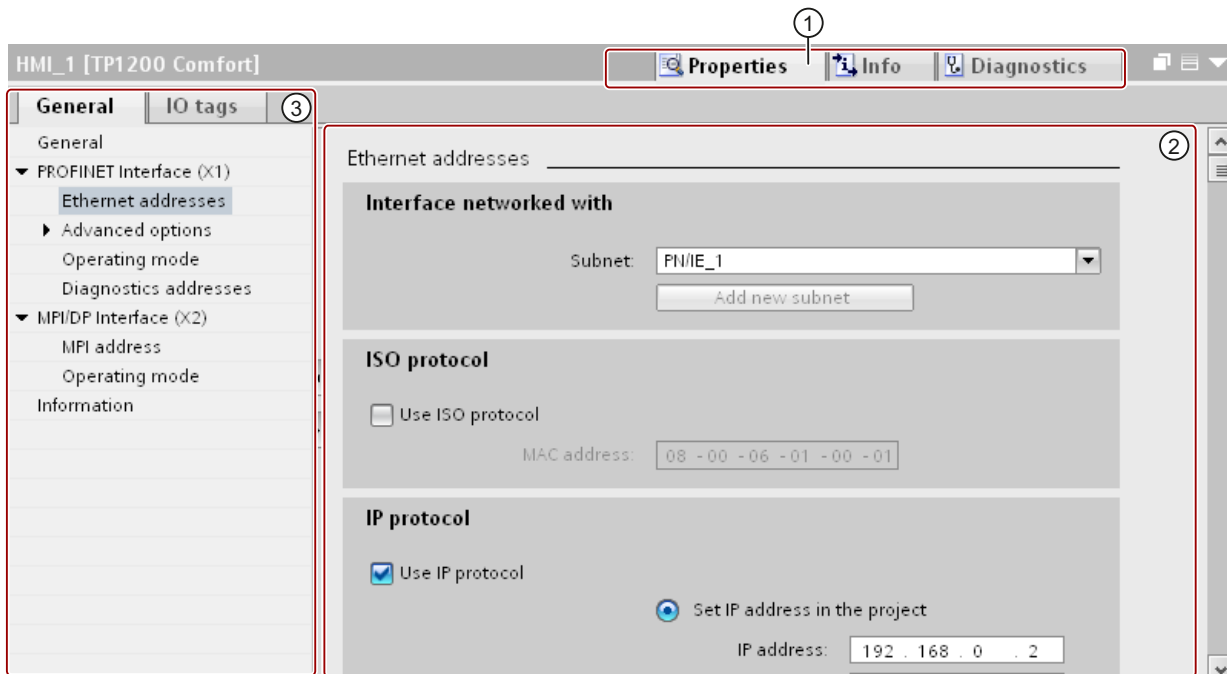 1
HMI_1 [TP1200 Comfort]
Properties
Info
Diagnostics
General
IO tags
3
General
PROFINET Interface (X1)
Ethernet addresses
Advanced options
Operating mode
Diagnostics addresses
MPI/DP Interface (X2)
MPI address
Operating mode
Information
2
Ethernet addresses
Interface networked with
Subnet: PN/IE_1
Add new subnet
ISO protocol
Use ISO protocol
MAC address: 08 -00 -06 -01 -00 -01
IP protocol
Use IP protocol
Set IP address in the project
IP address: 192 . 168 . 0 . 2